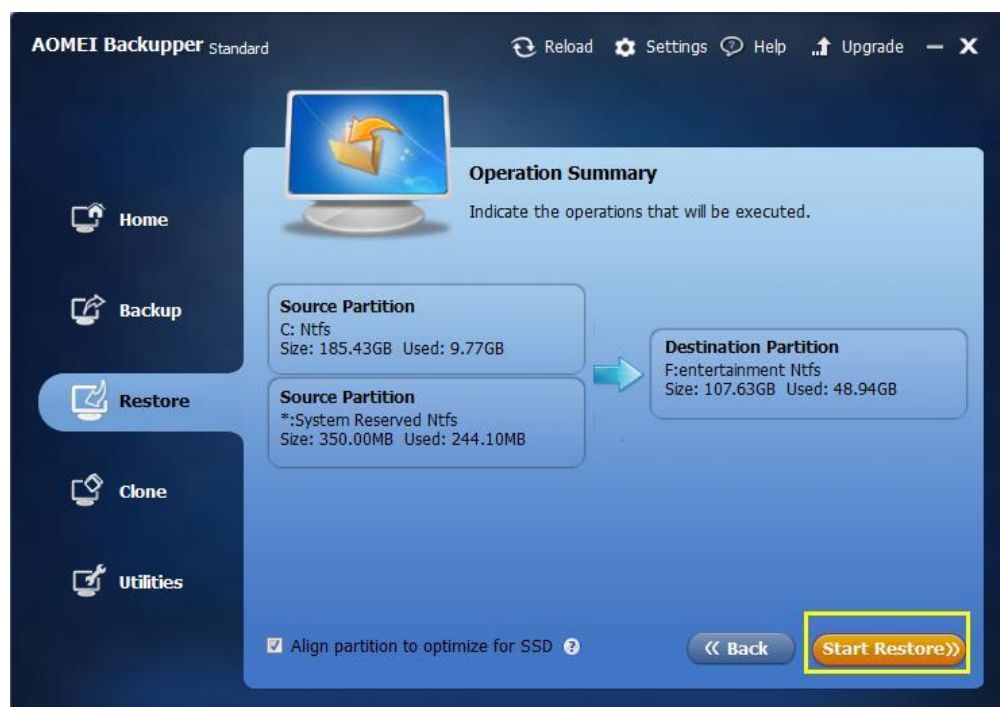 AOMEI Backupper Standard
Reload Settings Help Upgrade
Operation Summary
Indicate the operations that will be executed.
Home
Backup
Restore
Clone
Utilities
Source Partition
C: Ntfs
Size: 185.43GB Used: 9.77GB
Source Partition
*:System Reserved Ntfs
Size: 350.00MB Used: 244.10MB
Destination Partition
F:entertainment Ntfs
Size: 107.63GB Used: 48.94GB
Align partition to optimize for SSD ?
《 Back
Start Restore》